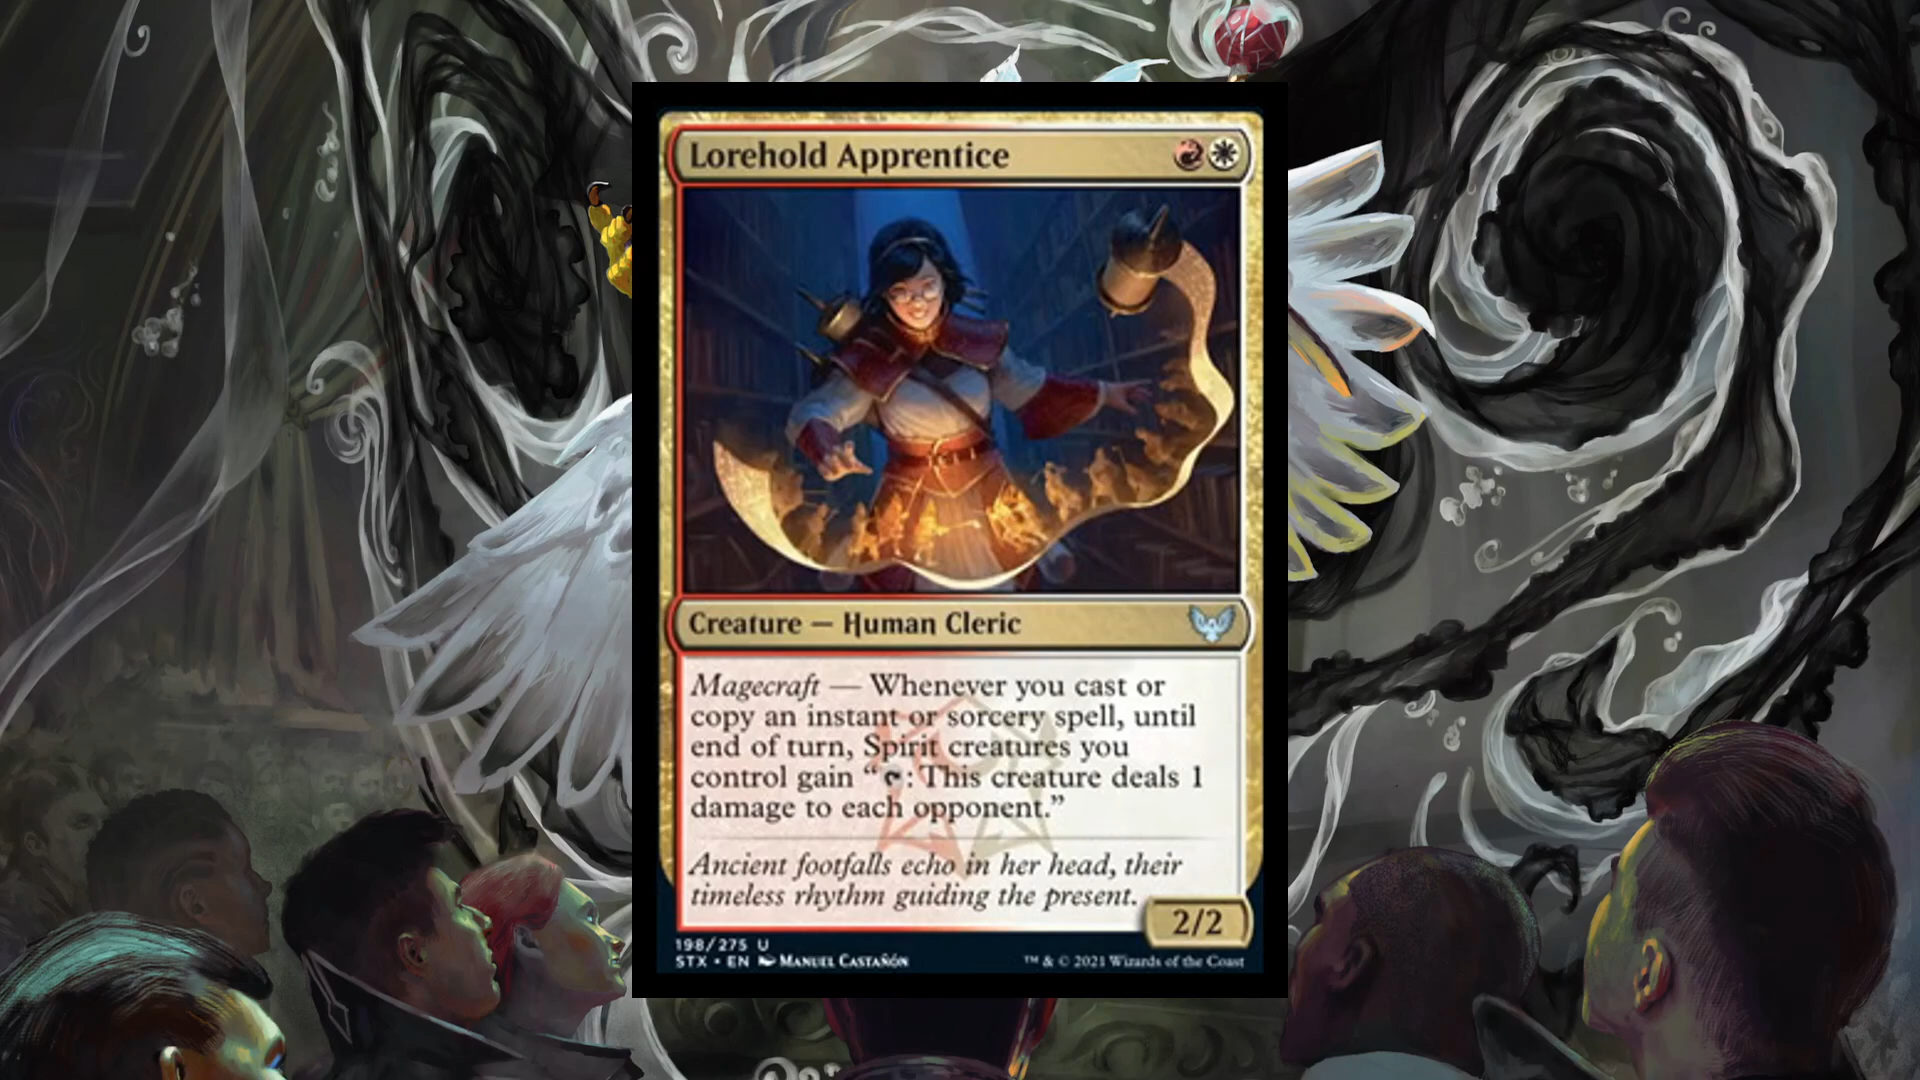 Lorehold Apprentice
Creature — Human Cleric
Magecraft — Whenever you cast or
copy an instant or sorcery spell, until
end of turn, Spirit creatures you
control gain “: This creature deals 1
damage to each opponent.”
Ancient footfalls echo in her head, their
timeless rhythm guiding the present.
2/2
198/275 U
STX • EN Manuel Castañón
™ & © 2021 Wizards of the Coast